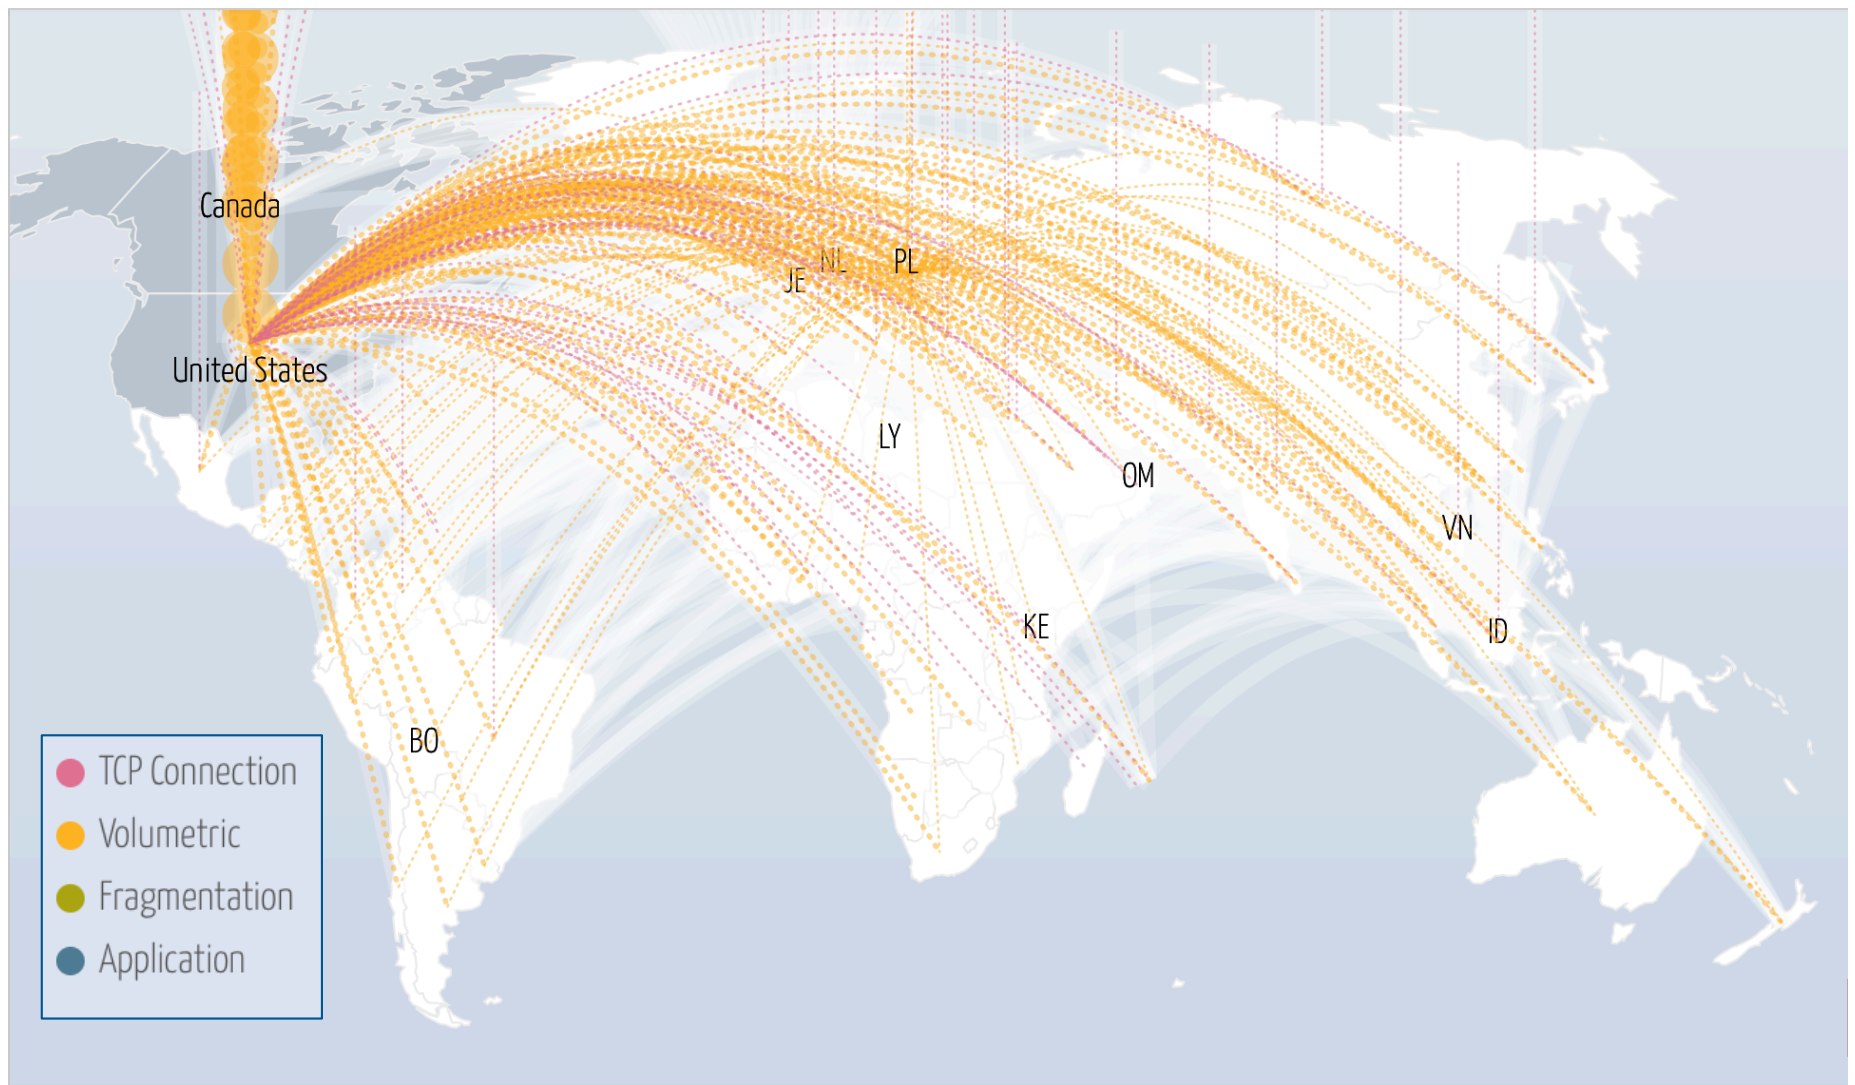 Canada
NL
PL
JE
United States
LY
OM
VN
KE
ID
BO
TCP Connection
Volumetric
Fragmentation
Application